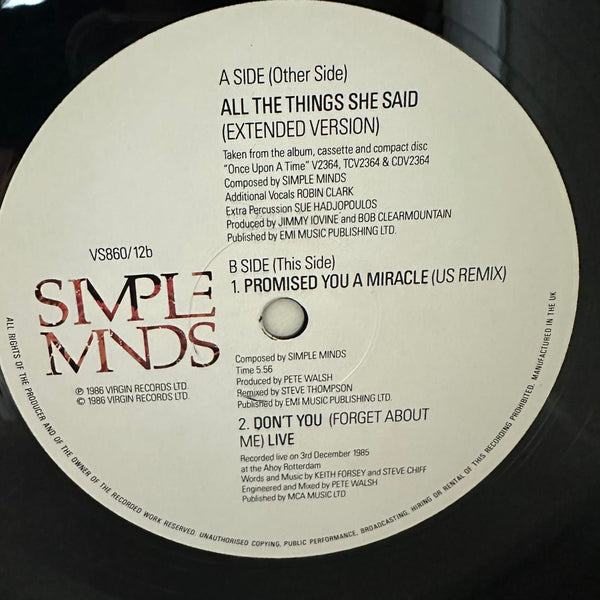 A SIDE (Other Side)
ALL THE THINGS SHE SAID
(EXTENDED VERSION)
Taken from the album, cassette and compact disc
"Once Upon A Time" V2364, TCV2364 & CDV2364
Composed by SIMPLE MINDS
Additional Vocals ROBIN CLARK
Extra Percussion SUE HADJOPOULOS
Produced by JIMMY IOVINE and BOB CLEARMOUNTAIN
Published by EMI MUSIC PUBLISHING LTD.
VS860/12b
SIMPLE
MINDS
℗ 1986 VIRGIN RECORDS LTD.
© 1986 VIRGIN RECORDS LTD.
B SIDE (This Side)
1. PROMISED YOU A MIRACLE (US REMIX)
Composed by SIMPLE MINDS
Time 5.56
Produced by PETE WALSH
Remixed by STEVE THOMPSON
Published by EMI MUSIC PUBLISHING LTD.
2. DON'T YOU (FORGET ABOUT
ME) LIVE
Recorded live on 3rd December 1985
at the Ahoy Rotterdam
Words and Music by KEITH FORSEY and STEVE CHIFF
Engineered and Mixed by PETE WALSH
Published by MCA MUSIC LTD.
ALL RIGHTS OF THE PRODUCER AND OF THE OWNER OF THE RECORDED WORK RESERVED. UNAUTHORISED COPYING, PUBLIC PERFORMANCE, BROADCASTING, HIRING OR RENTAL OF THIS RECORDING PROHIBITED. MANUFACTURED IN THE UK